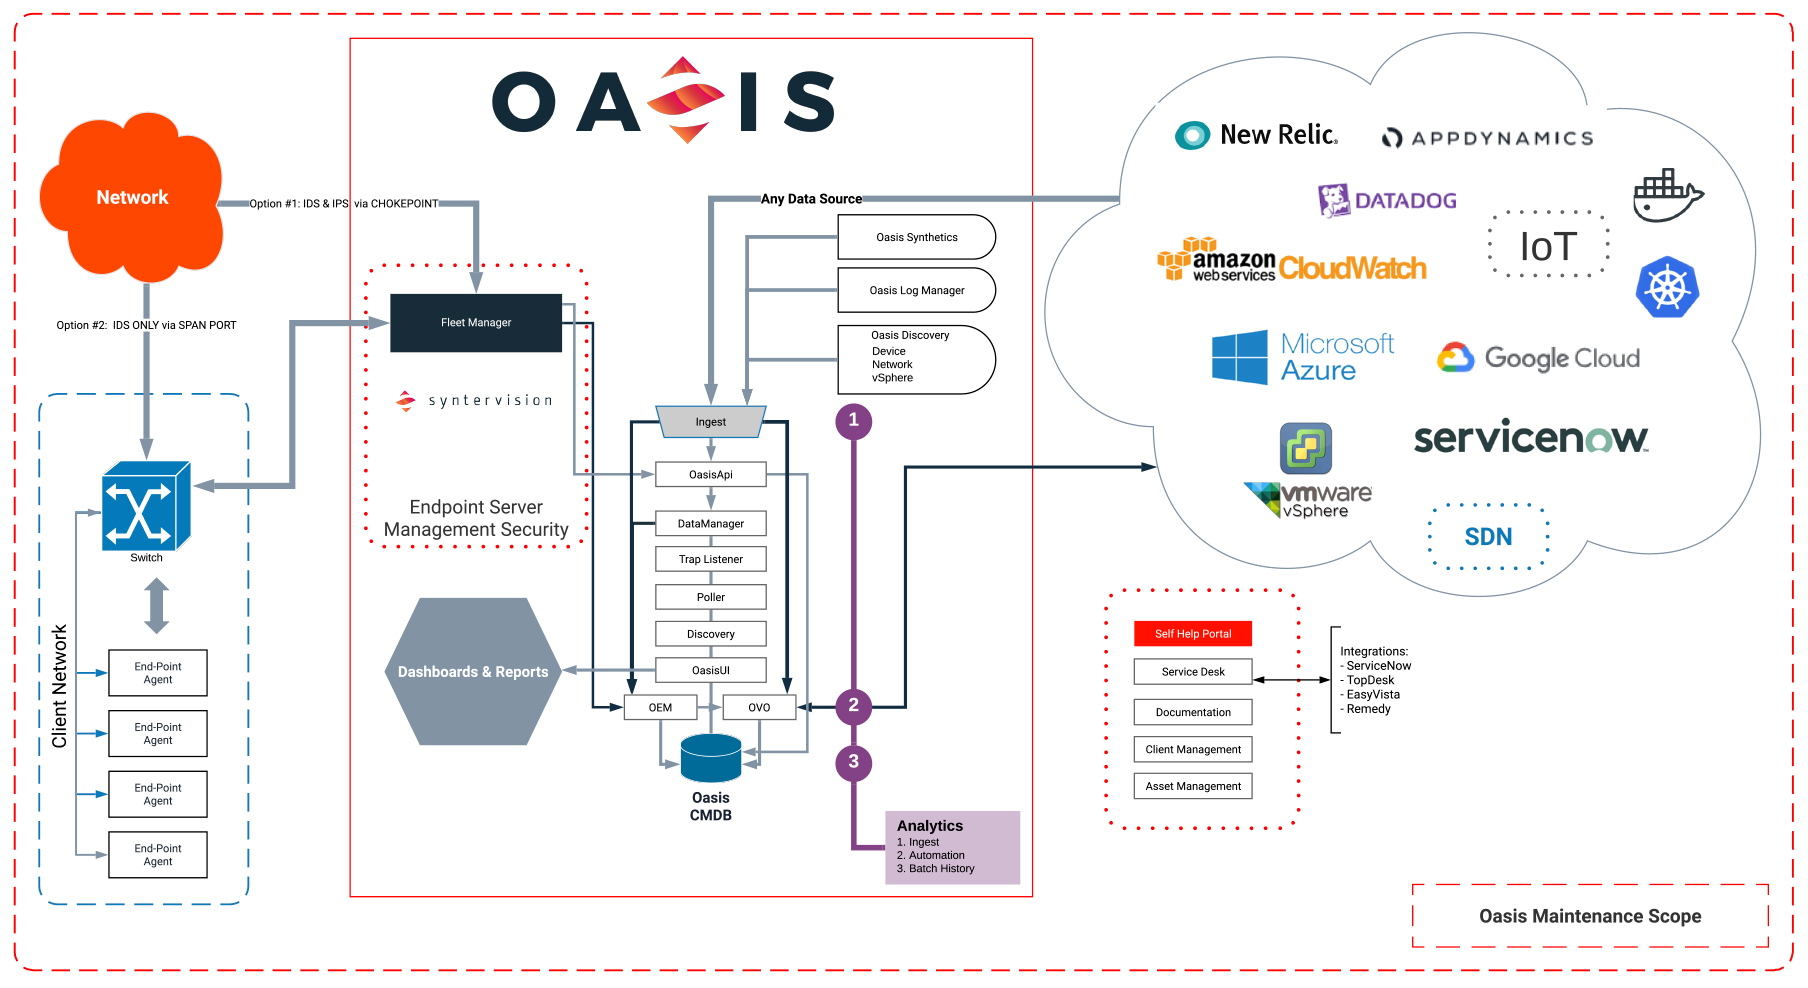 OASIS
Network
Option #1: IDS & IPS via CHOKEPOINT
Option #2: IDS ONLY via SPAN PORT
Fleet Manager
syntervision
Endpoint Server
Management Security
Any Data Source
Oasis Synthetics
Oasis Log Manager
Oasis Discovery
Device
Network
vSphere
Ingest
OasisApi
DataManager
Trap Listener
Poller
Discovery
OasisUI
OEM
OVO
Oasis
CMDB
Dashboards & Reports
1
2
3
Analytics
1. Ingest
2. Automation
3. Batch History
Client Network
Switch
End-Point
Agent
End-Point
Agent
End-Point
Agent
End-Point
Agent
New Relic®
APPDYNAMICS
DATADOG
IoT
amazon
web services
CloudWatch
Microsoft
Azure
Google Cloud
servicenow™
vmware
vSphere
SDN
Self Help Portal
Service Desk
Documentation
Client Management
Asset Management
Integrations:
- ServiceNow
- TopDesk
- EasyVista
- Remedy
Oasis Maintenance Scope